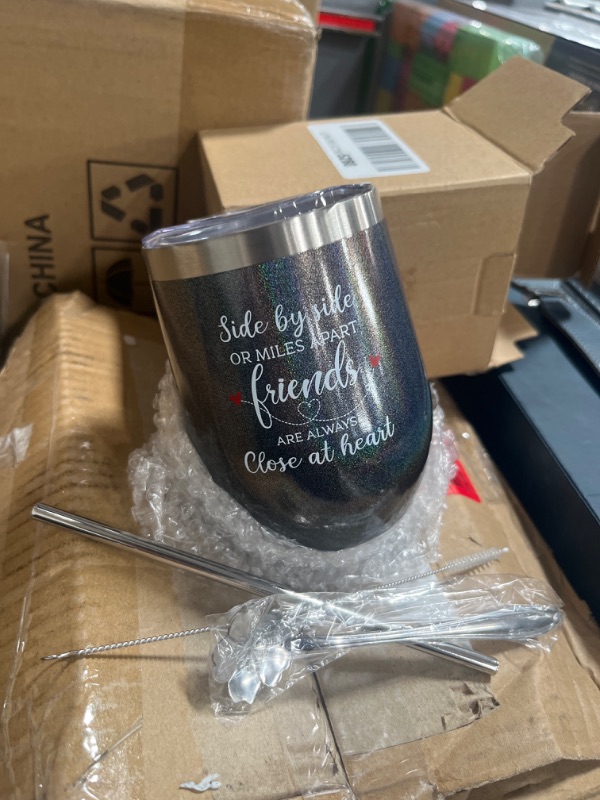 Side by side
OR MILES APART
friends
ARE ALWAYS
Close at heart
CHINA